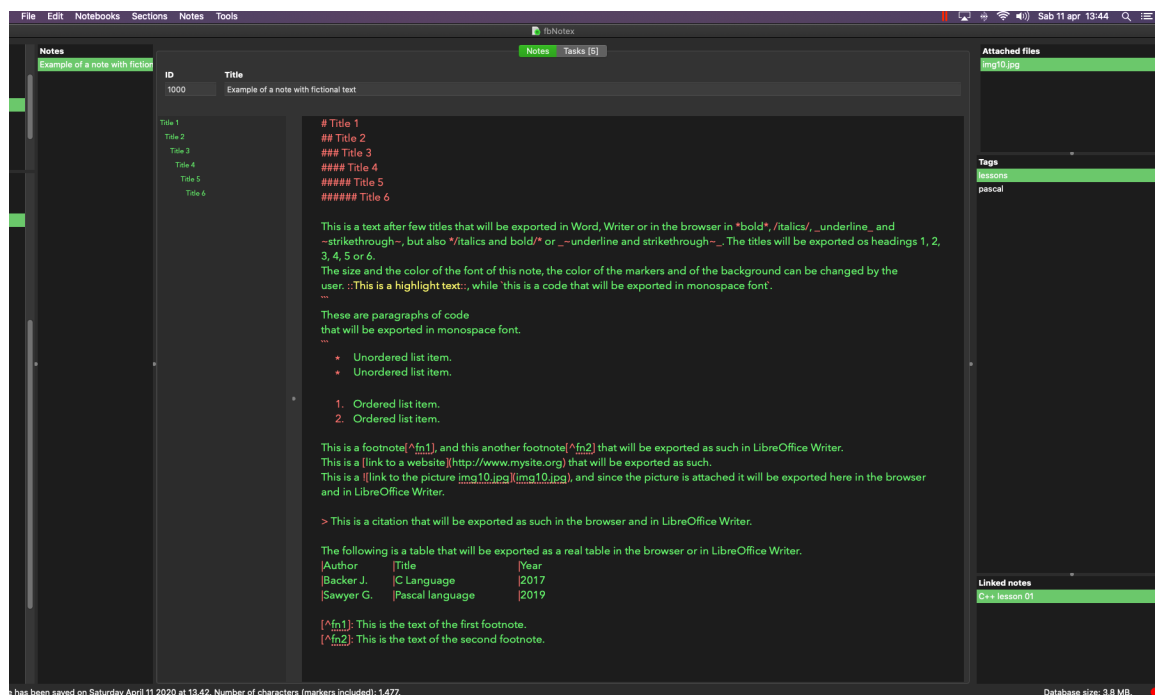 File Edit Notebooks Sections Notes Tools
Sab 11 apr 13:44
fbNotex
Notes
Example of a note with fiction
Notes Tasks [5]
ID Title
1000 Example of a note with fictional text
Title 1
Title 2
Title 3
Title 4
Title 5
Title 6
# Title 1
## Title 2
### Title 3
#### Title 4
##### Title 5
###### Title 6
This is a text after few titles that will be exported in Word, Writer or in the browser in *bold*, /italics/, _underline_ and
~strikethrough~, but also */italics and bold/* or _~underline and strikethrough~_. The titles will be exported os headings 1, 2,
3, 4, 5 or 6.
The size and the color of the font of this note, the color of the markers and of the background can be changed by the
user. ::This is a highlight text::, while `this is a code that will be exported in monospace font`.
```
These are paragraphs of code
that will be exported in monospace font.
```
* Unordered list item.
* Unordered list item.
1. Ordered list item.
2. Ordered list item.
This is a footnote[^fn1], and this another footnote[^fn2] that will be exported as such in LibreOffice Writer.
This is a [link to a website](http://www.mysite.org) that will be exported as such.
This is a ![link to the picture img10.jpg](img10.jpg), and since the picture is attached it will be exported here in the browser
and in LibreOffice Writer.
> This is a citation that will be exported as such in the browser and in LibreOffice Writer.
The following is a table that will be exported as a real table in the browser or in LibreOffice Writer.
|Author |Title |Year
|Backer J. |C Language |2017
|Sawyer G. |Pascal language |2019
[^fn1]: This is the text of the first footnote.
[^fn2]: This is the text of the second footnote.
Attached files
img10.jpg
Tags
lessons
pascal
Linked notes
C++ lesson 01
has been saved on Saturday April 11 2020 at 13.42. Number of characters (markers included): 1.477.
Database size: 3.8 MB.